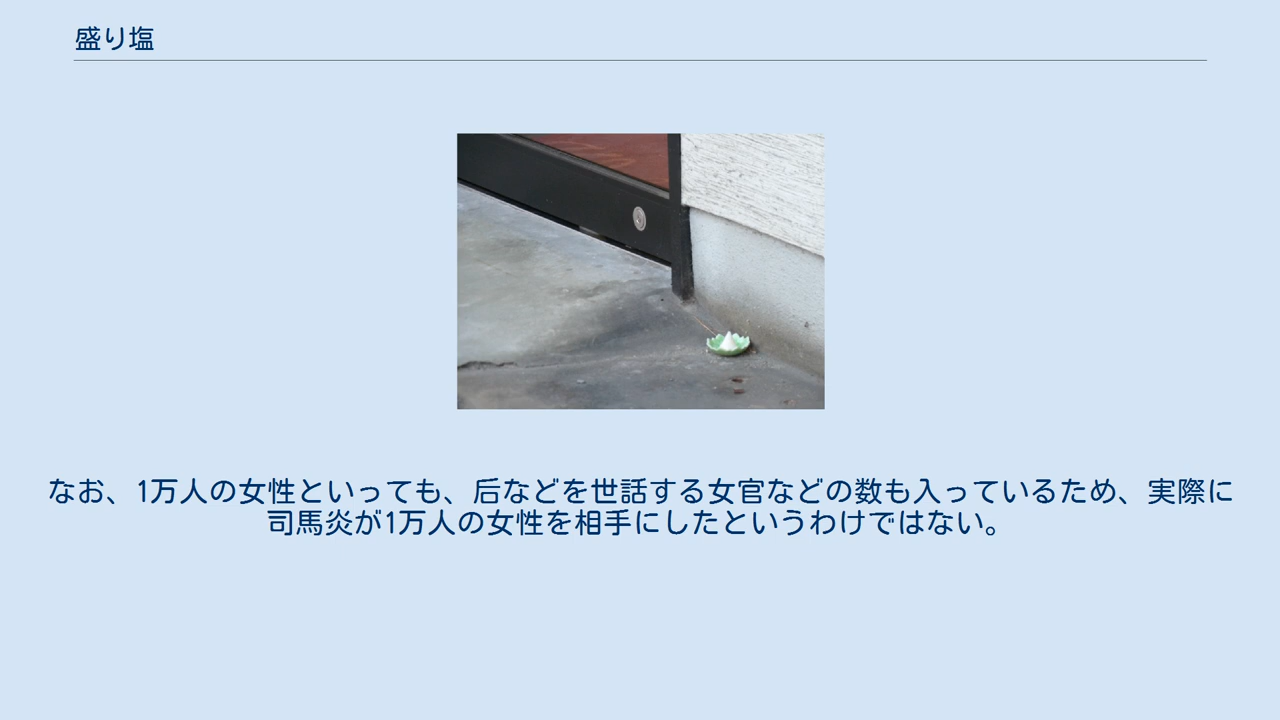 盛り塩
なお、1万人の女性といっても、后などを世話する女官などの数も入っているため、実際に
司馬炎が1万人の女性を相手にしたというわけではない。